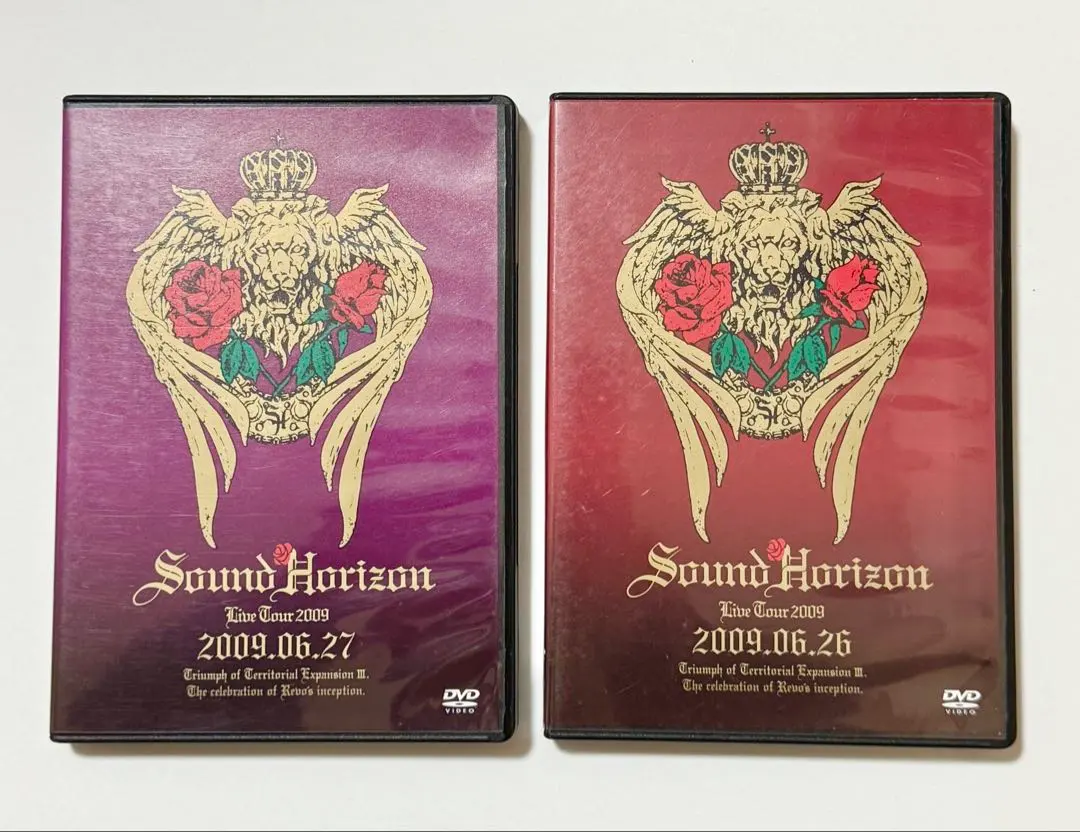 Sound Horizon
Live Tour 2009
2009.06.27
Triumph of Territorial Expansion III.
The celebration of Revo's inception.
DVD
VIDEO
Sound Horizon
Live Tour 2009
2009.06.26
Triumph of Territorial Expansion III.
The celebration of Revo's inception.
DVD
VIDEO